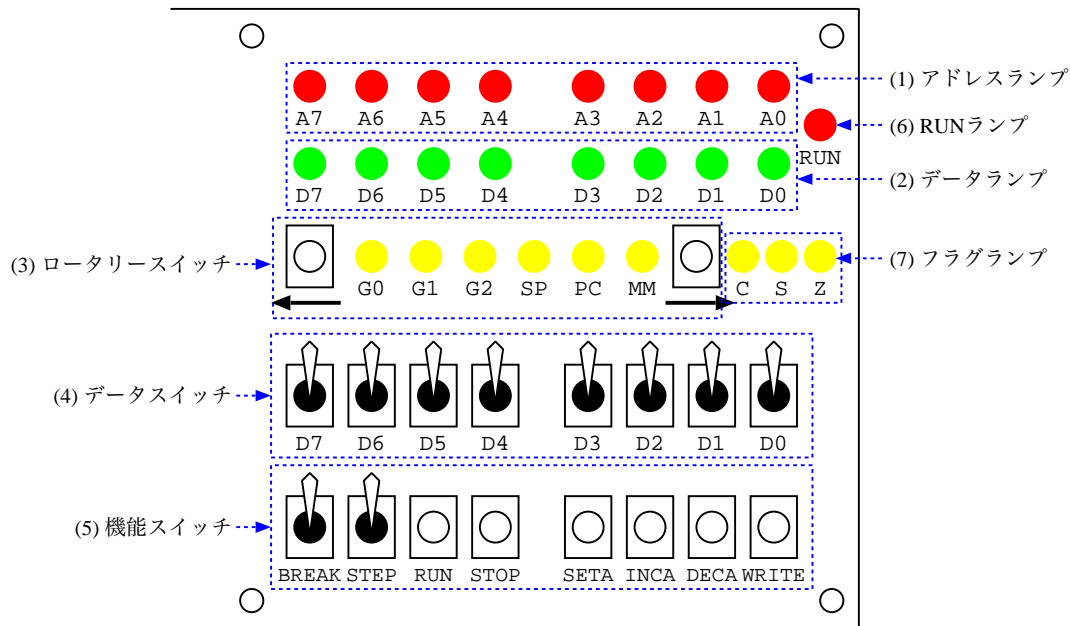 (1) アドレスランプ
A7 A6 A5 A4 A3 A2 A1 A0
(6) RUNランプ
RUN
(2) データランプ
D7 D6 D5 D4 D3 D2 D1 D0
(3) ロータリースイッチ
G0 G1 G2 SP PC MM
C S Z
(7) フラグランプ
(4) データスイッチ
D7 D6 D5 D4 D3 D2 D1 D0
(5) 機能スイッチ
BREAK STEP RUN STOP SETA INCA DECA WRITE